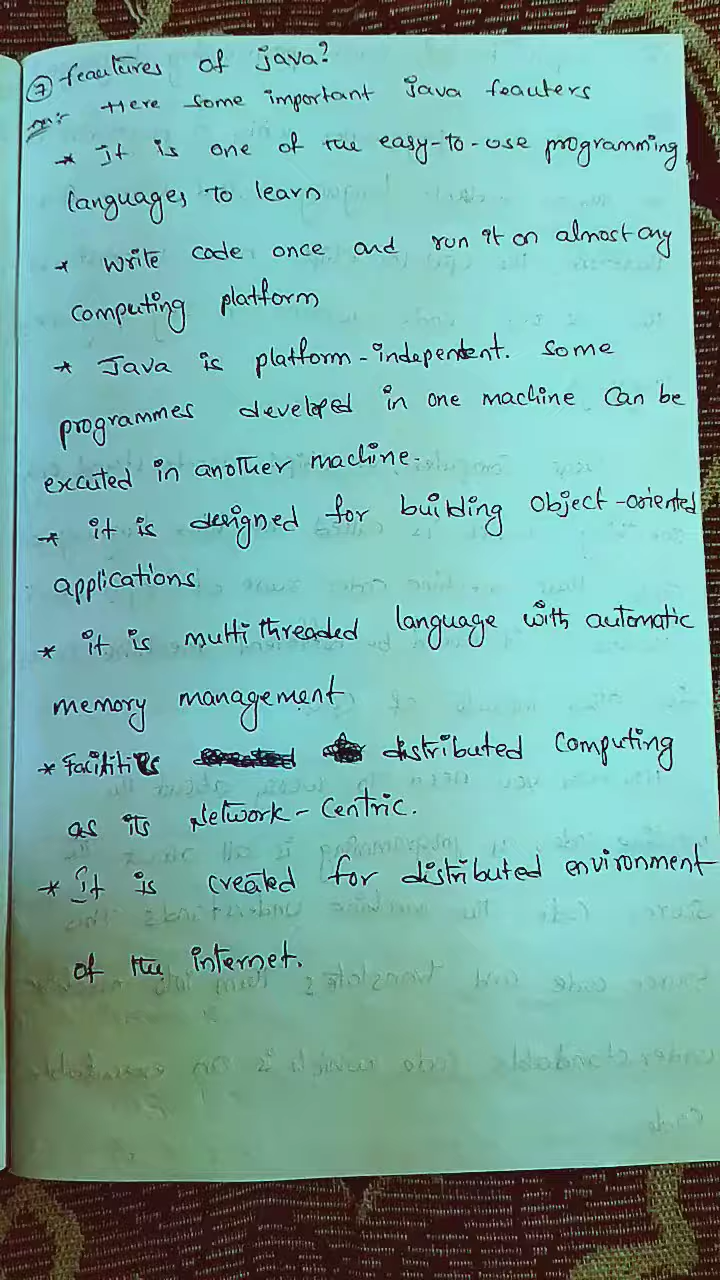 ⑦ feautures of java?
Ans:- Here some important java feauters
* It is one of the easy-to-use programming
languages to learn
* write code once and run it on almost any
computing platform
* Java is platform-independent. some
programmes developed in one machine can be
excuted in another machine.
* it is designed for building object-oriented
applications
* it is multithreaded language with automatic
memory management
* Facilities distributed computing
as its Network-centric.
* It is created for distributed environment
of the internet.